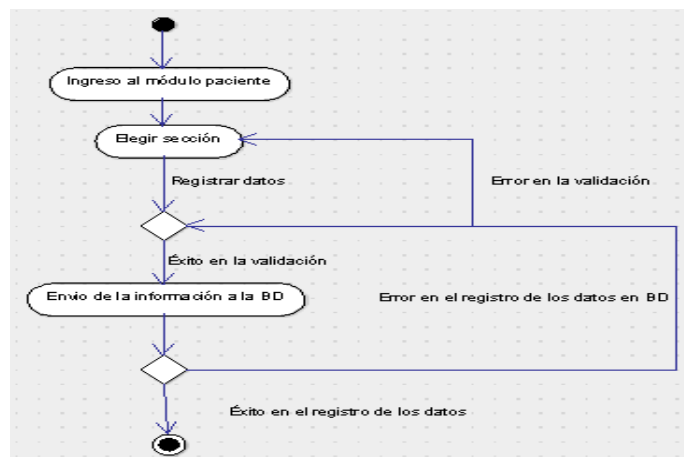 Ingreso al módulo paciente
Elegir sección
Registrar datos
Error en la validación
Éxito en la validación
Envio de la información a la BD
Error en el registro de los datos en BD
Éxito en el registro de los datos